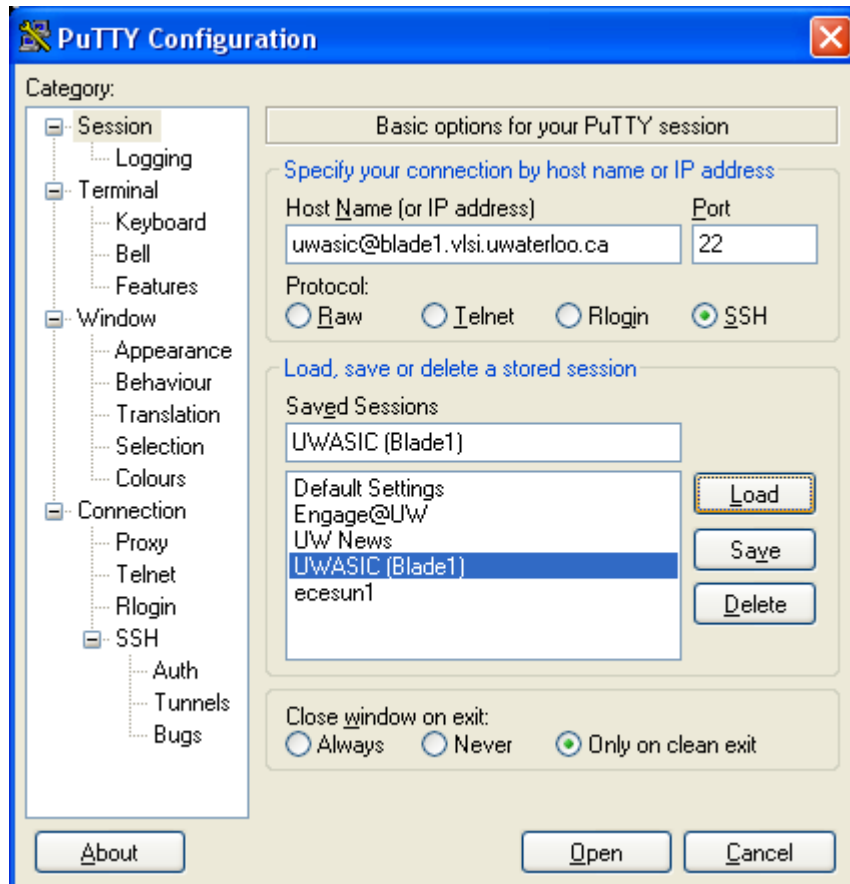 PuTTY Configuration
Category:
Session
Logging
Terminal
Keyboard
Bell
Features
Window
Appearance
Behaviour
Translation
Selection
Colours
Connection
Proxy
Telnet
Rlogin
SSH
Auth
Tunnels
Bugs
Basic options for your PuTTY session
Specify your connection by host name or IP address
Host Name (or IP address) Port
uwasic@blade1.vlsi.uwaterloo.ca 22
Protocol:
Raw Telnet Rlogin SSH
Load, save or delete a stored session
Saved Sessions
UWASIC (Blade1)
Default Settings
Engage@UW
UW News
UWASIC (Blade1)
ecesun1
Load
Save
Delete
Close window on exit:
Always Never Only on clean exit
About Open Cancel